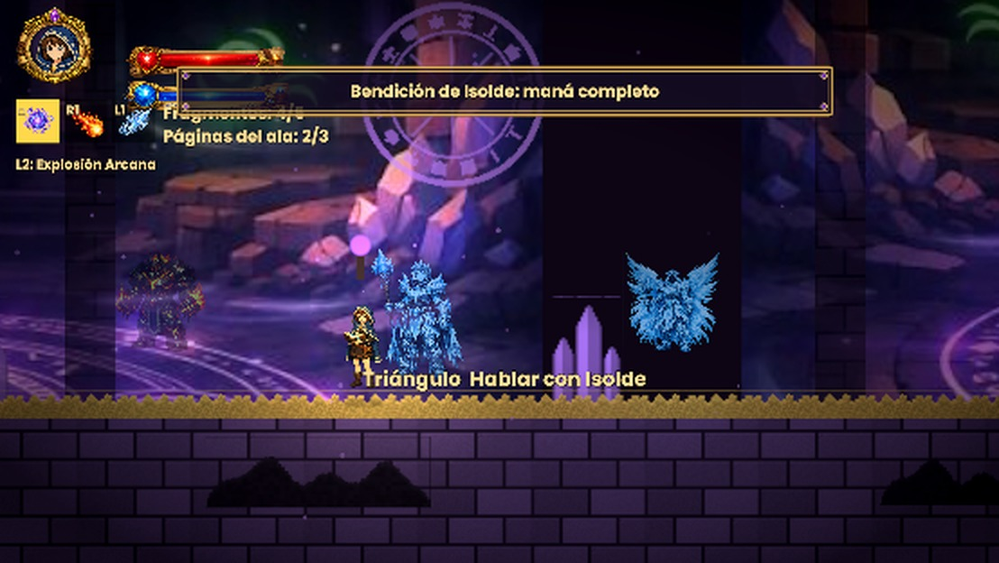 Bendición de Isolde: maná completo
R1
L1
Fragmentos:
Páginas del ala: 2/3
L2: Explosión Arcana
Triángulo Hablar con Isolde